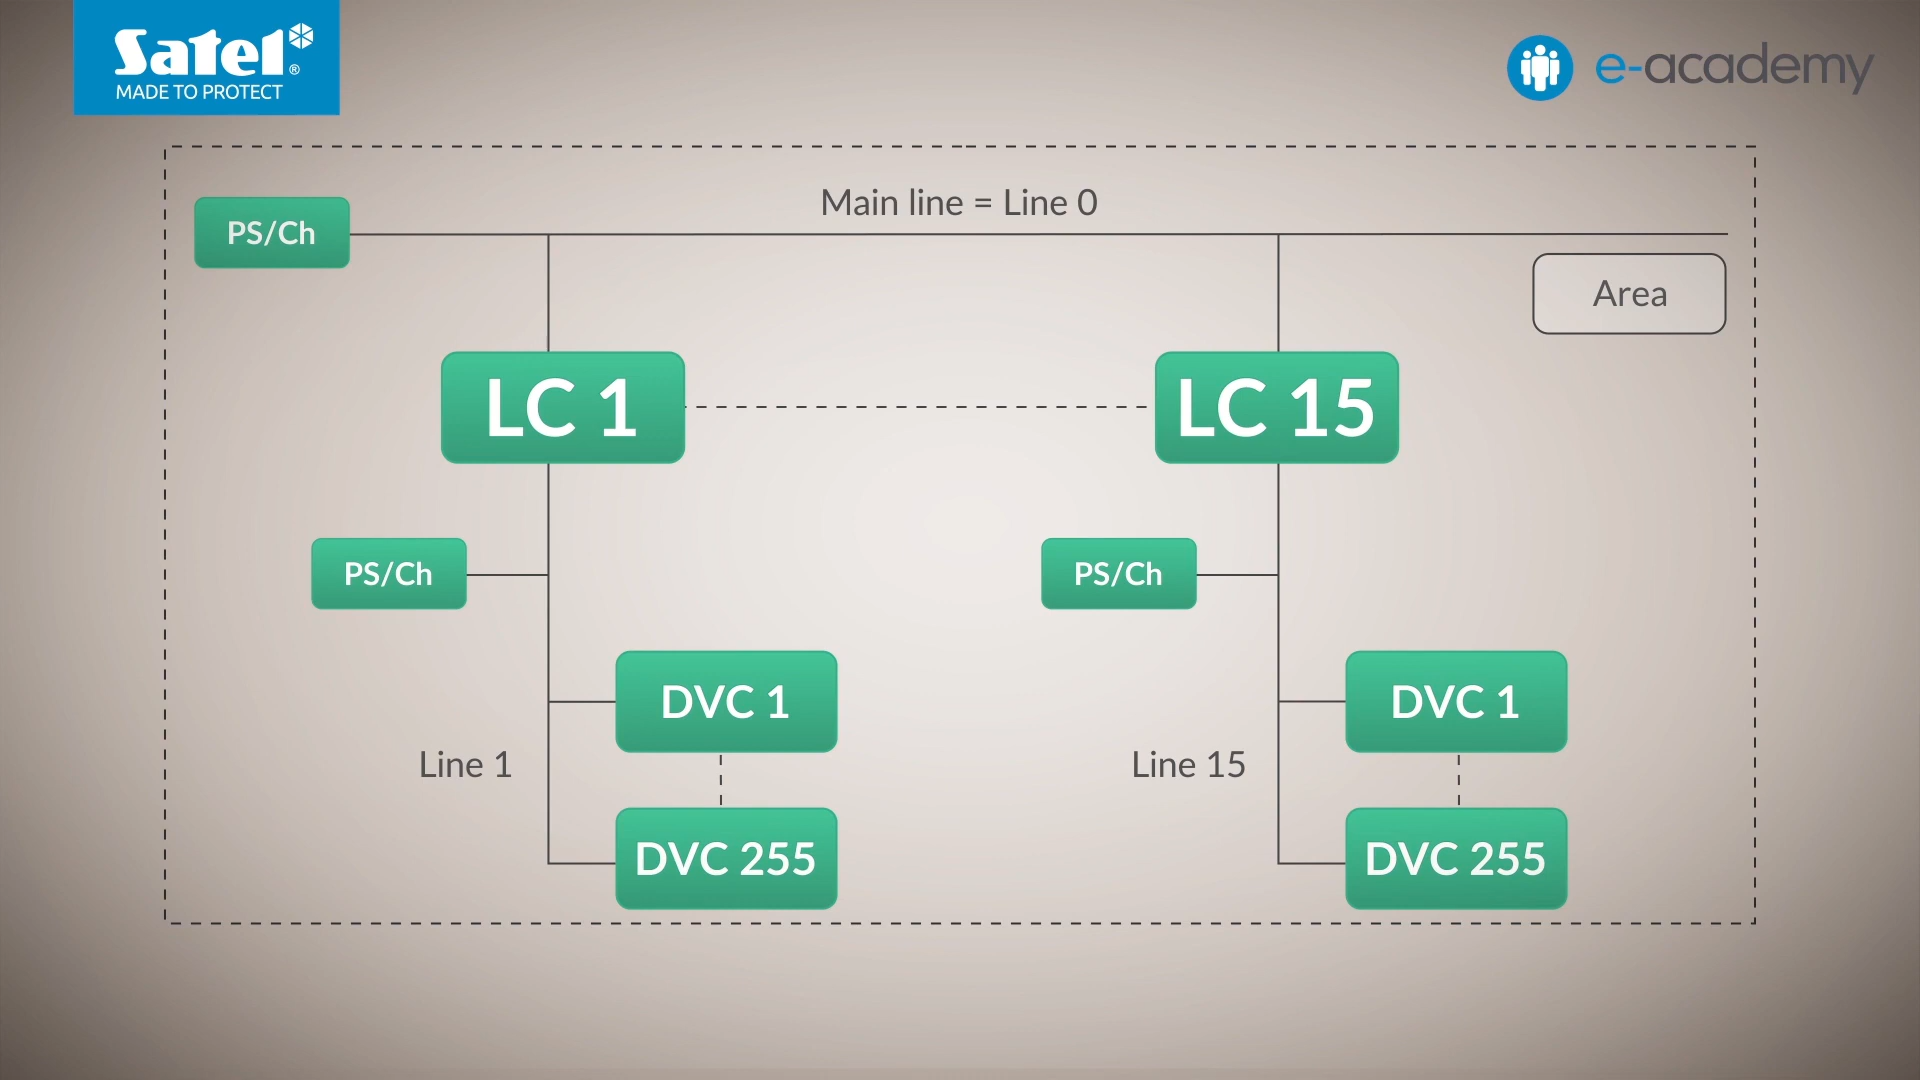 Satel®
MADE TO PROTECT
e-academy
Main line = Line 0
PS/Ch
Area
LC 1
LC 15
PS/Ch
PS/Ch
DVC 1
DVC 1
Line 1
Line 15
DVC 255
DVC 255